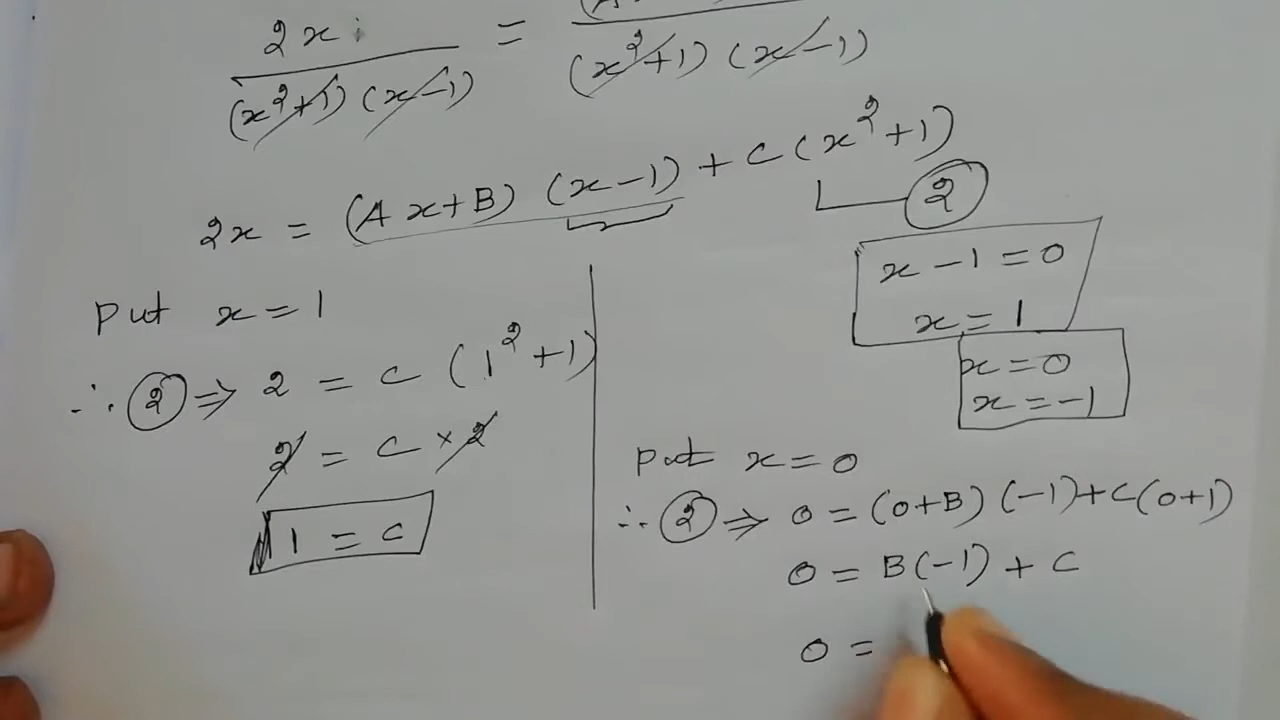 2x = (A
(x²+1) (x-1) (x²+1) (x-1)
2x = (Ax+B) (x-1) + C (x²+1) 2
x-1=0
x=1
x=0
x=-1
Put x=1
∴ 2 ⇒ 2 = C (1²+1)
2 = C × 2
1 = C
Put x=0
∴ 2 ⇒ 0 = (0+B) (-1)+C(0+1)
0 = B(-1) + C
0 =